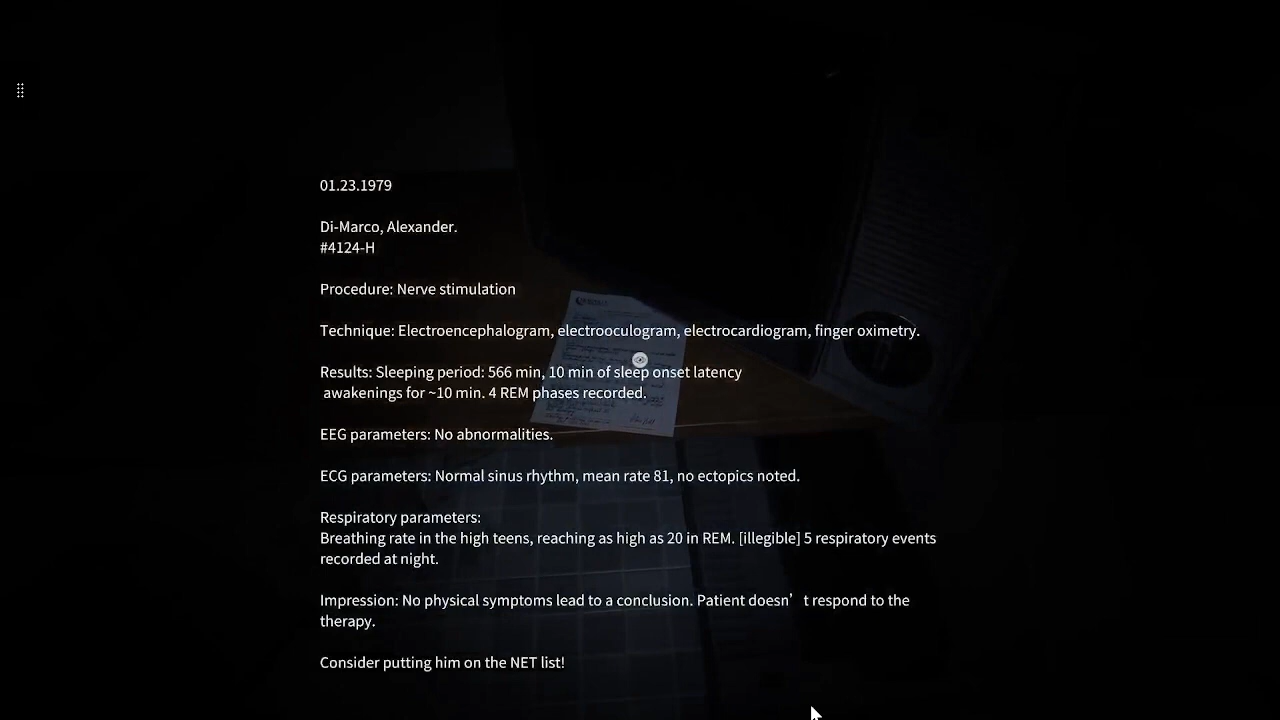 01.23.1979
Di-Marco, Alexander.
#4124-H
Procedure: Nerve stimulation
Technique: Electroencephalogram, electrooculogram, electrocardiogram, finger oximetry.
Results: Sleeping period: 566 min, 10 min of sleep onset latency
awakenings for ~10 min. 4 REM phases recorded.
EEG parameters: No abnormalities.
ECG parameters: Normal sinus rhythm, mean rate 81, no ectopics noted.
Respiratory parameters:
Breathing rate in the high teens, reaching as high as 20 in REM. [illegible] 5 respiratory events
recorded at night.
Impression: No physical symptoms lead to a conclusion. Patient doesn’t respond to the
therapy.
Consider putting him on the NET list!